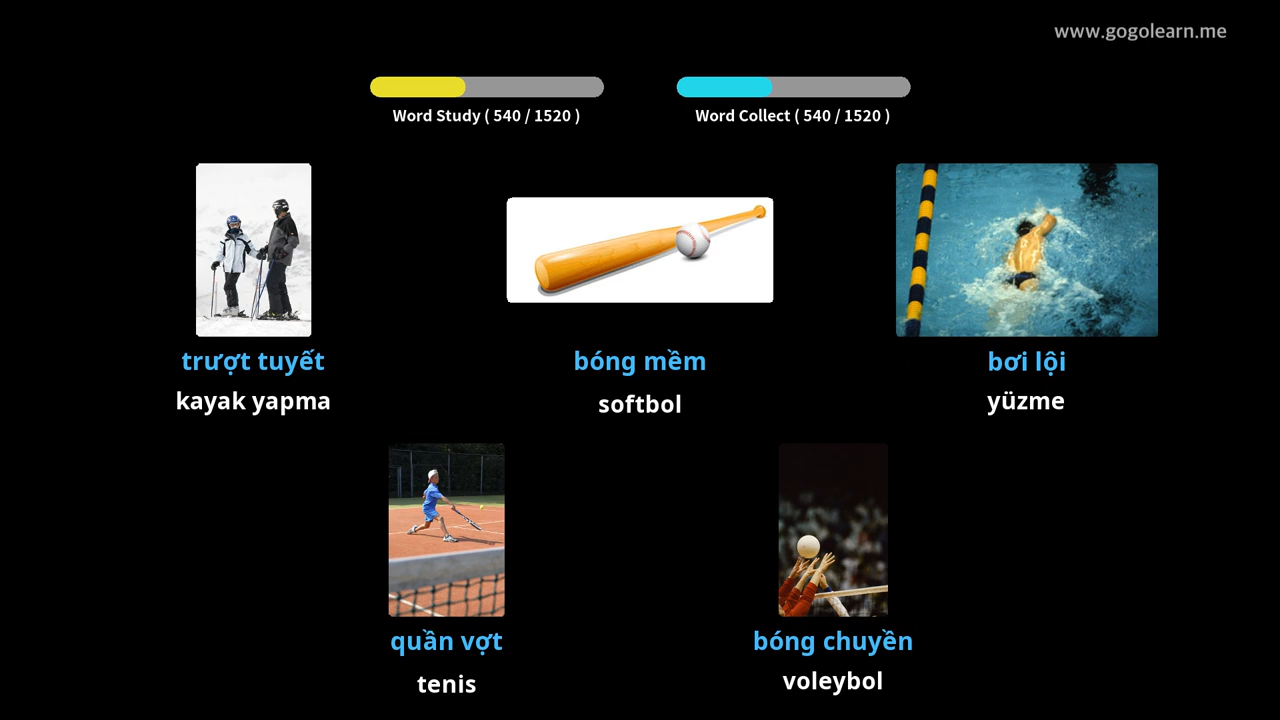 www.gogolearn.me
Word Study ( 540 / 1520 )
Word Collect ( 540 / 1520 )
trượt tuyết
kayak yapma
bóng mềm
softbol
bơi lội
yüzme
quần vợt
tenis
bóng chuyền
voleybol